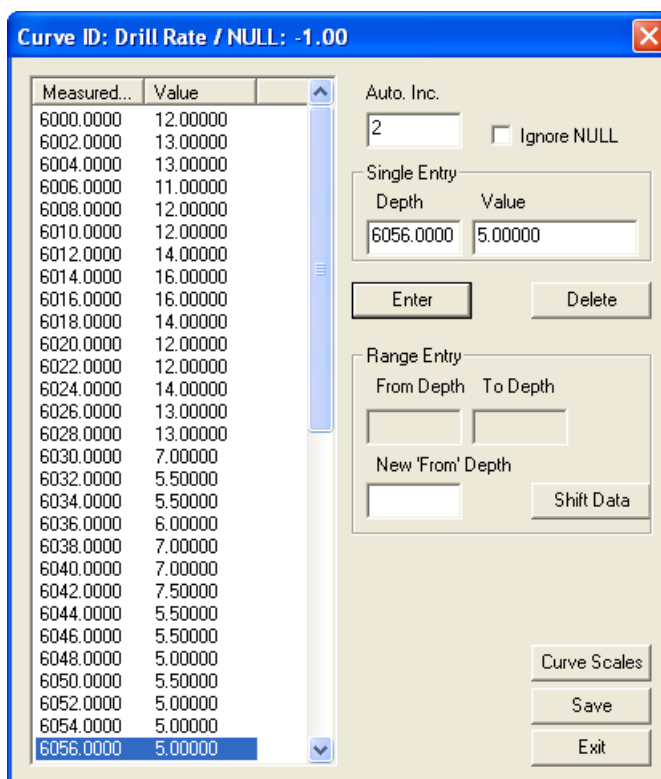 Curve ID: Drill Rate / NULL: -1.00
Measured... Value
6000.0000 12.00000
6002.0000 13.00000
6004.0000 13.00000
6006.0000 11.00000
6008.0000 12.00000
6010.0000 12.00000
6012.0000 14.00000
6014.0000 16.00000
6016.0000 16.00000
6018.0000 14.00000
6020.0000 12.00000
6022.0000 12.00000
6024.0000 14.00000
6026.0000 13.00000
6028.0000 13.00000
6030.0000 7.00000
6032.0000 5.50000
6034.0000 5.50000
6036.0000 6.00000
6038.0000 7.00000
6040.0000 7.00000
6042.0000 7.50000
6044.0000 5.50000
6046.0000 5.50000
6048.0000 5.00000
6050.0000 5.50000
6052.0000 5.00000
6054.0000 5.00000
6056.0000 5.00000
Auto. Inc.
2 Ignore NULL
Single Entry
Depth Value
6056.0000 5.00000
Enter Delete
Range Entry
From Depth To Depth
New 'From' Depth
Shift Data
Curve Scales
Save
Exit